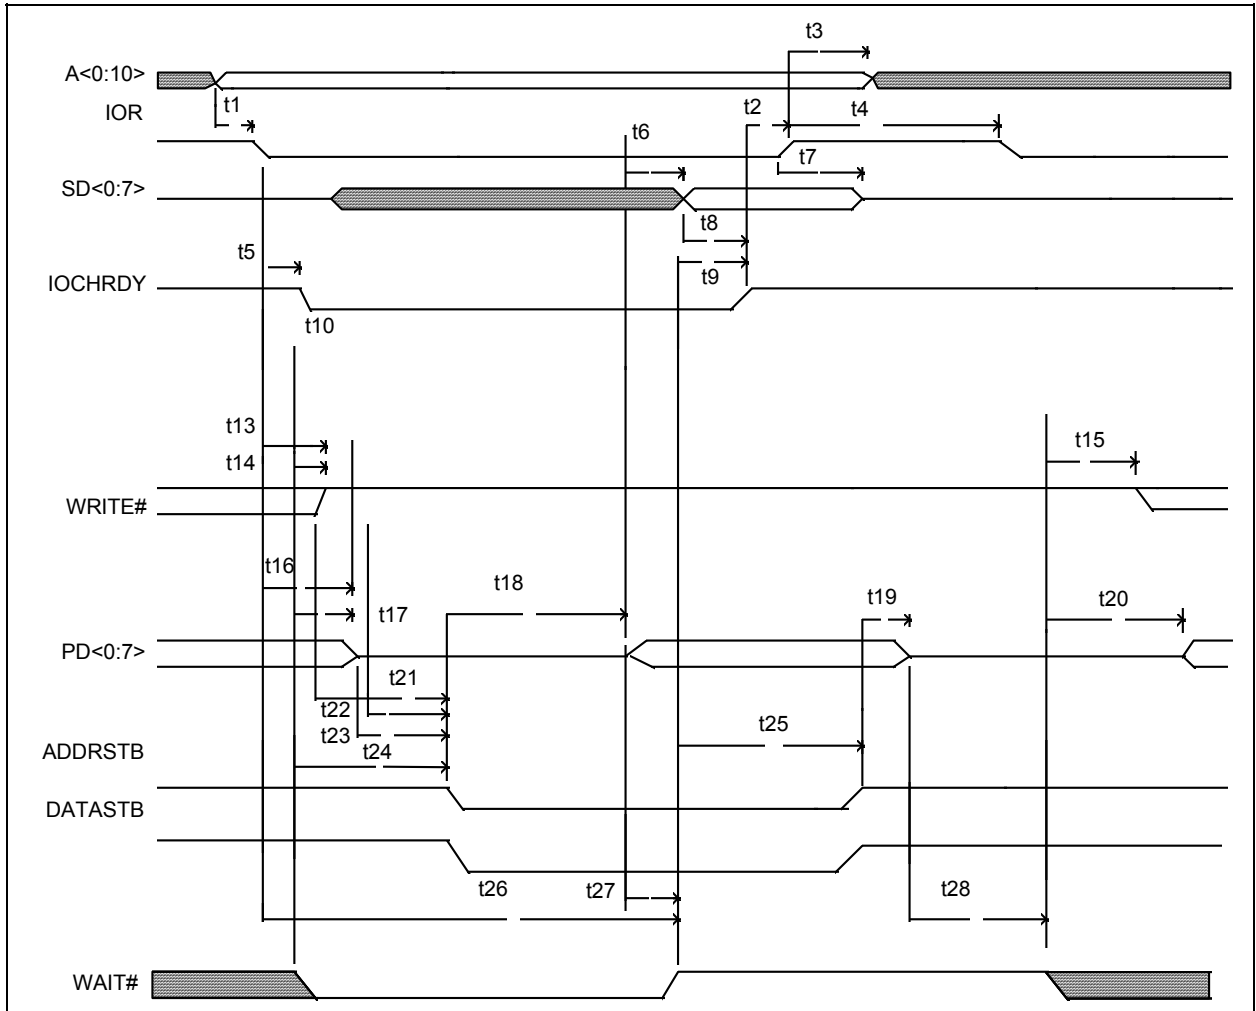 t3
A<0:10>
IOR
t1
t2
t4
t6
t7
SD<0:7>
t8
t5
t9
IOCHRDY
t10
t13
t14
t15
WRITE#
t16
t18
t17
t19
t20
PD<0:7>
t21
t22
t23
t24
t25
ADDRSTB
DATASTB
t26
t27
t28
WAIT#